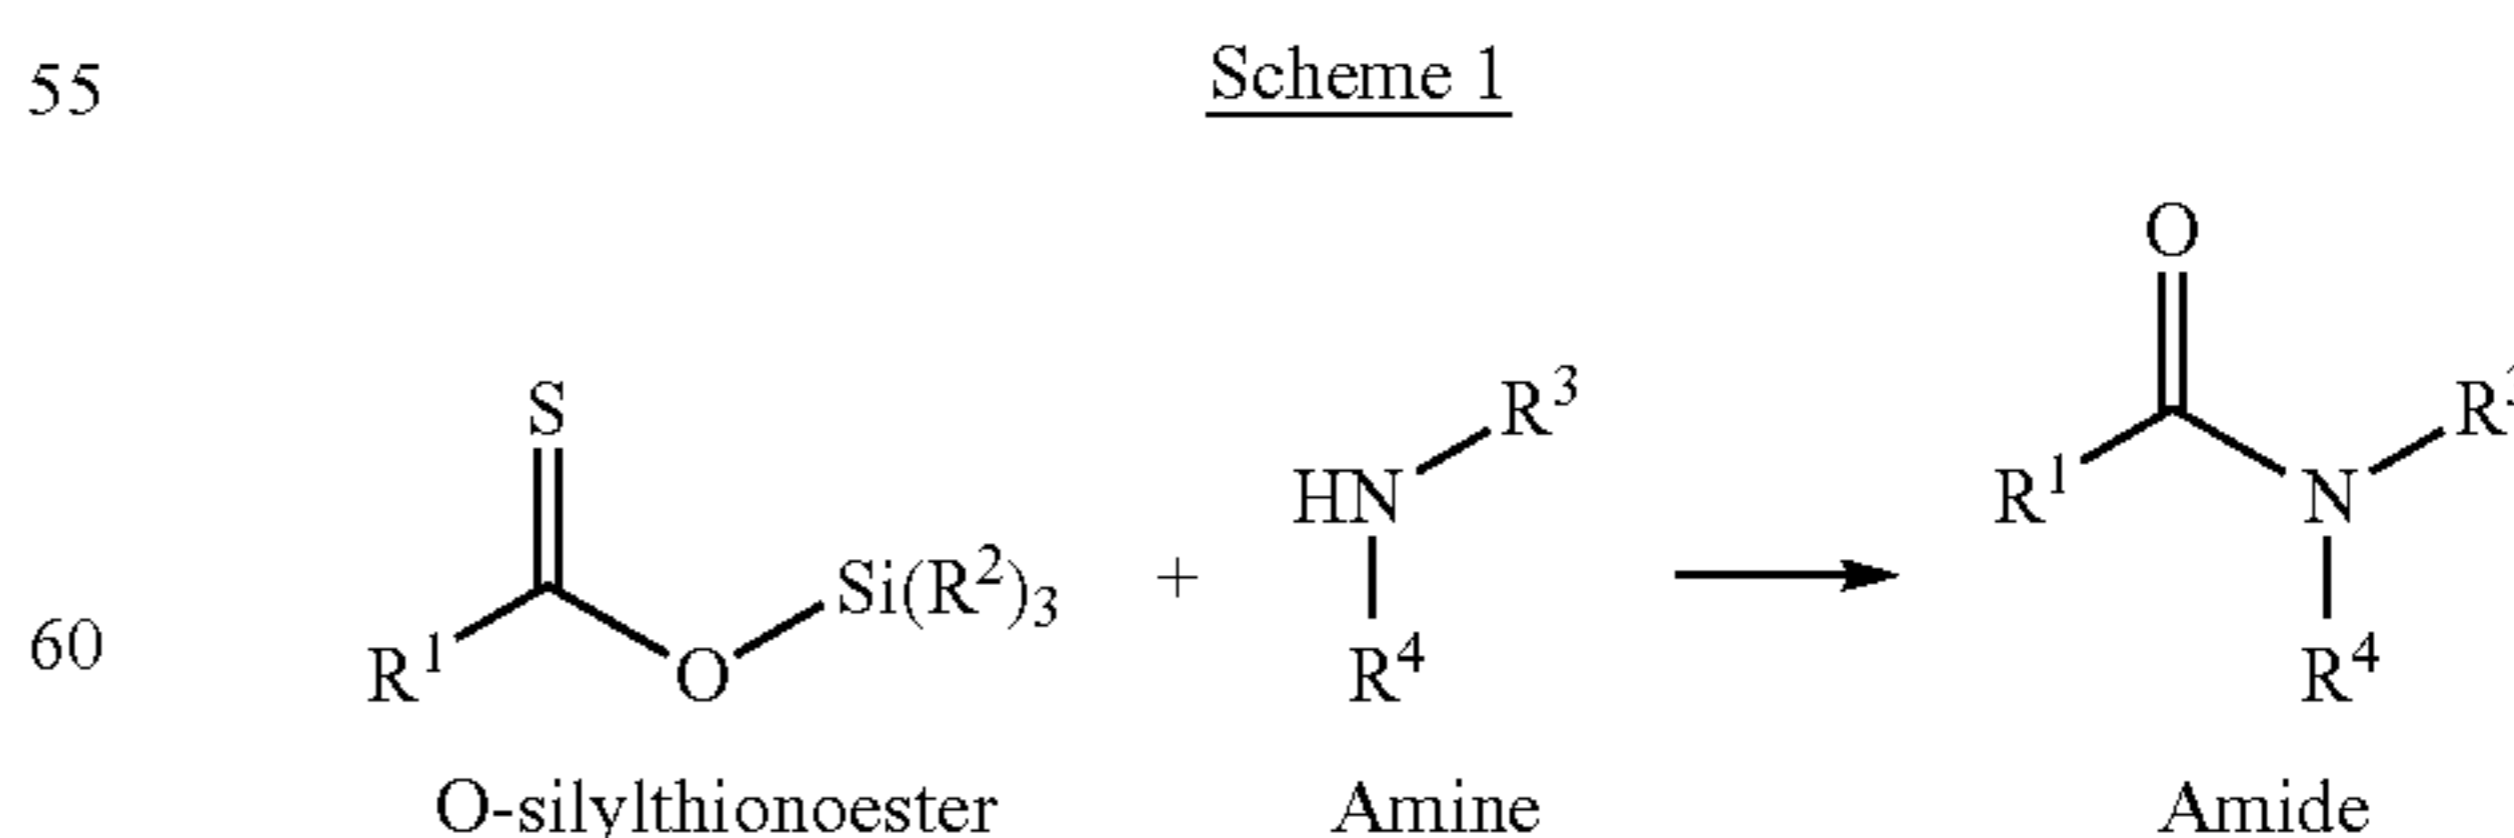 55
Scheme 1
O
S
R³
R
HN
R¹
N
Si(R²)₃
+
60
R¹
O
R⁴
R⁴
O-silylthionoester
Amine
Amide